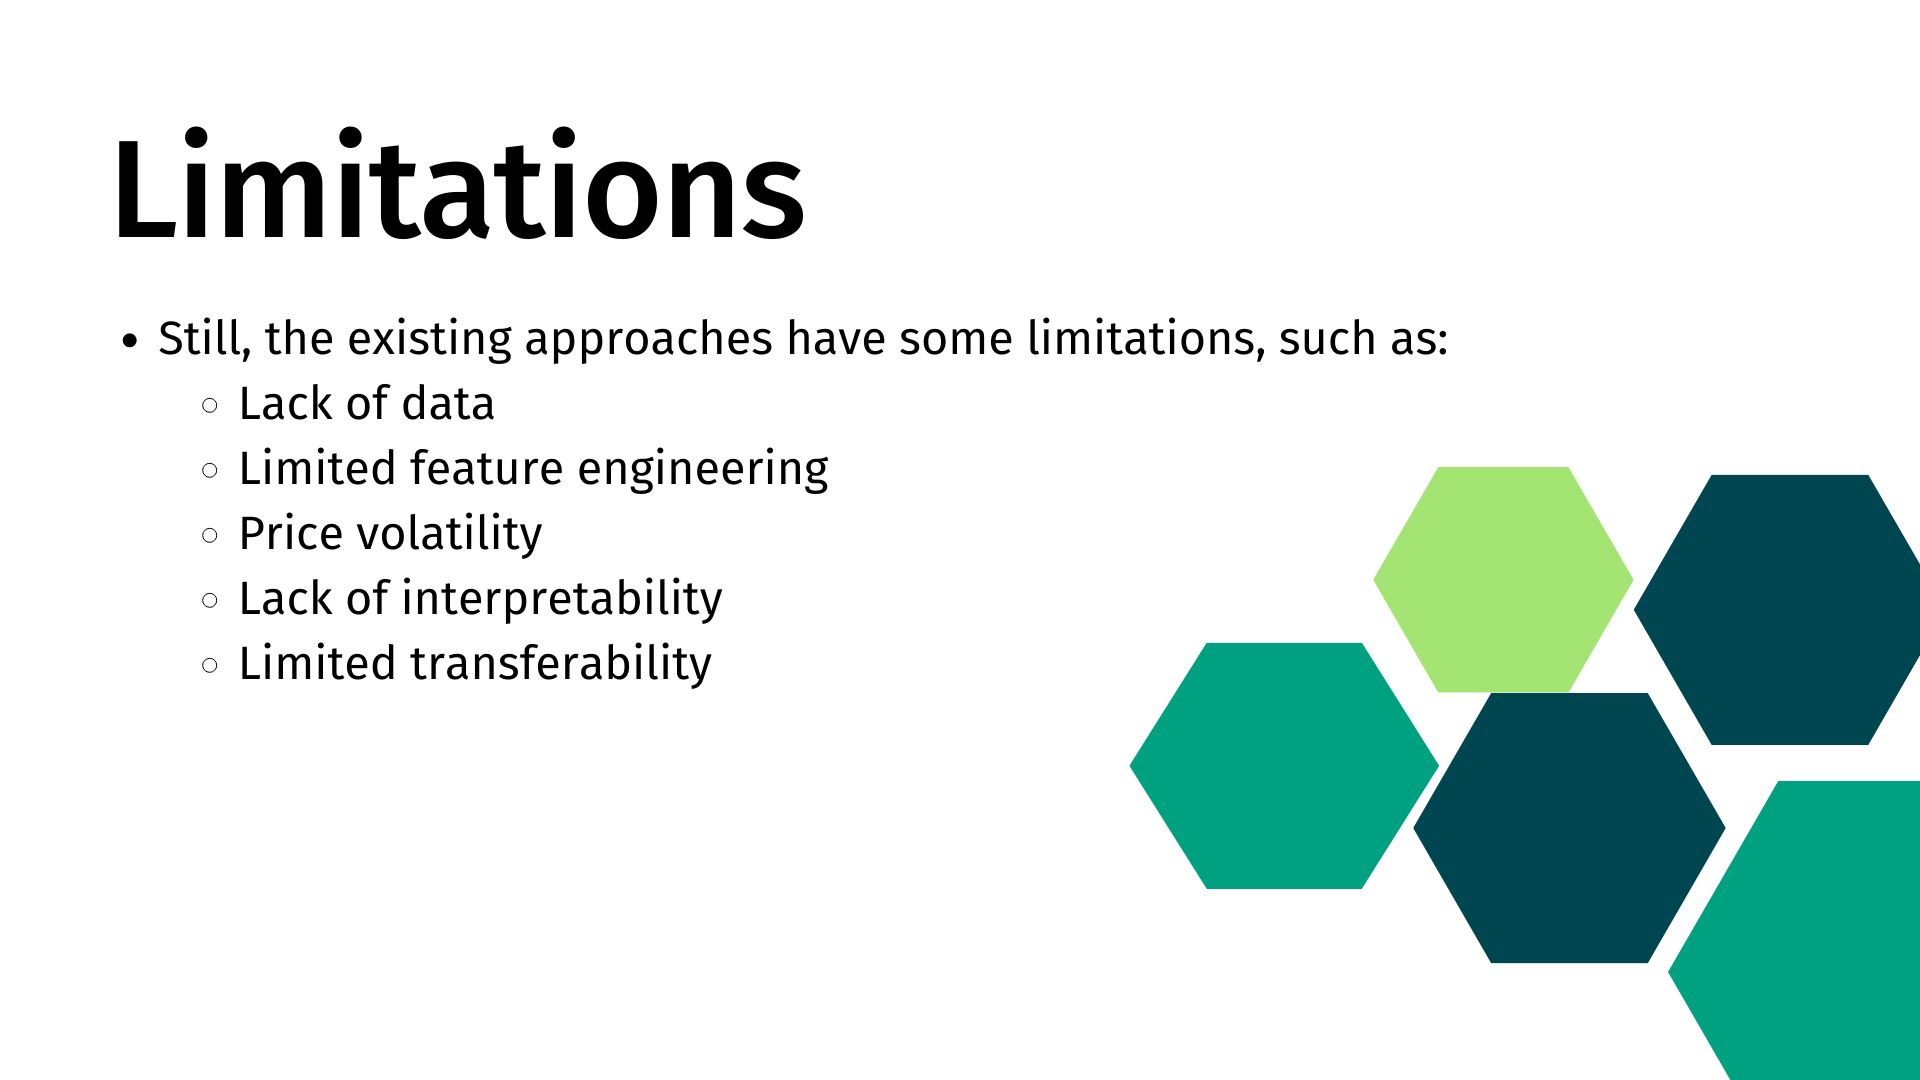 Limitations
• Still, the existing approaches have some limitations, such as:
○ Lack of data
○ Limited feature engineering
○ Price volatility
○ Lack of interpretability
○ Limited transferability